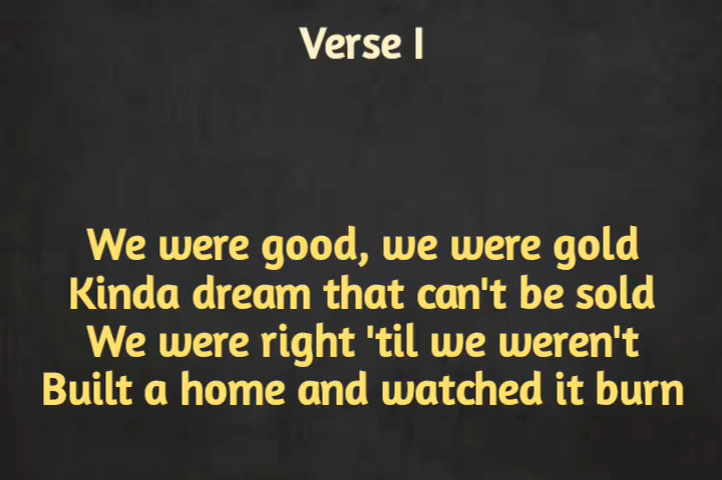 Verse I
We were good, we were gold
Kinda dream that can't be sold
We were right 'til we weren't
Built a home and watched it burn